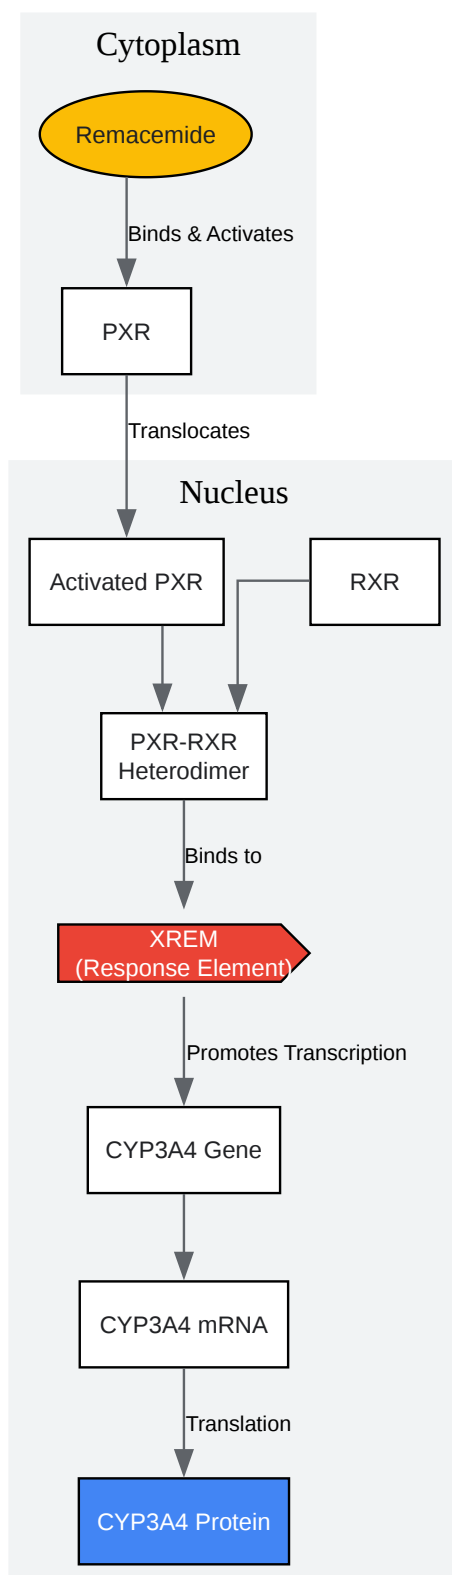 Cytoplasm
Remacemide
Binds & Activates
PXR
Translocates
Nucleus
Activated PXR
RXR
PXR-RXR
Heterodimer
Binds to
XREM
(Response Element)
Promotes Transcription
CYP3A4 Gene
CYP3A4 mRNA
Translation
CYP3A4 Protein